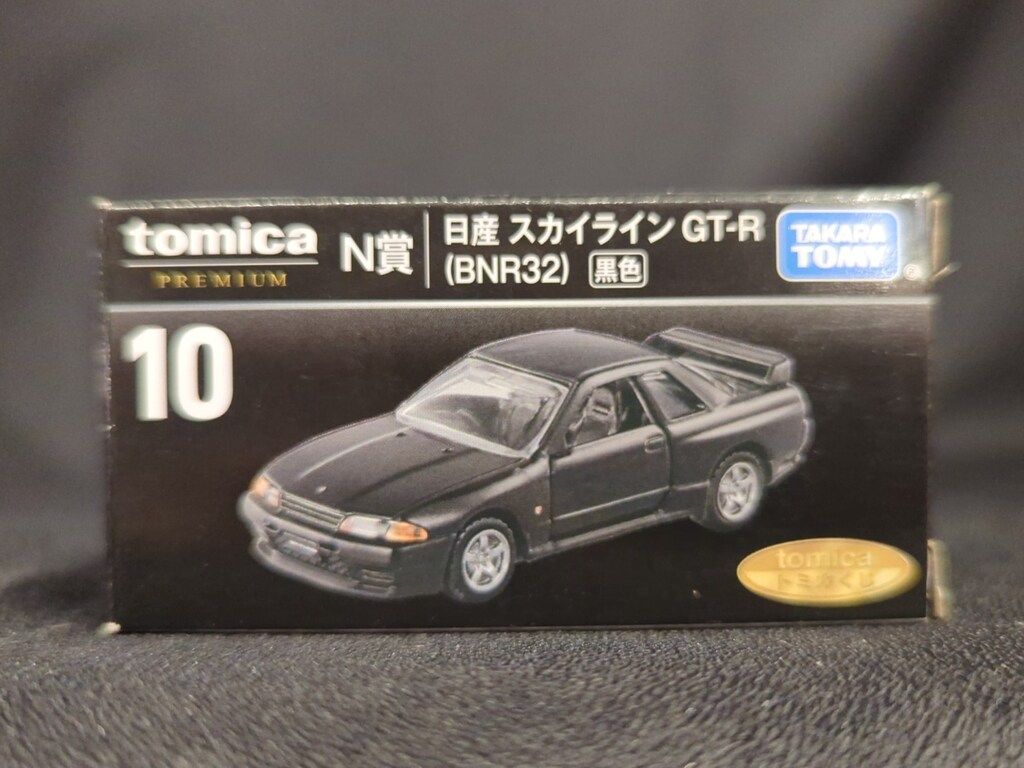 tomica
PREMIUM
N賞
日産 スカイライン GT-R
(BNR32) 黒色
TAKARA
TOMY
10
tomica
トミカくじ